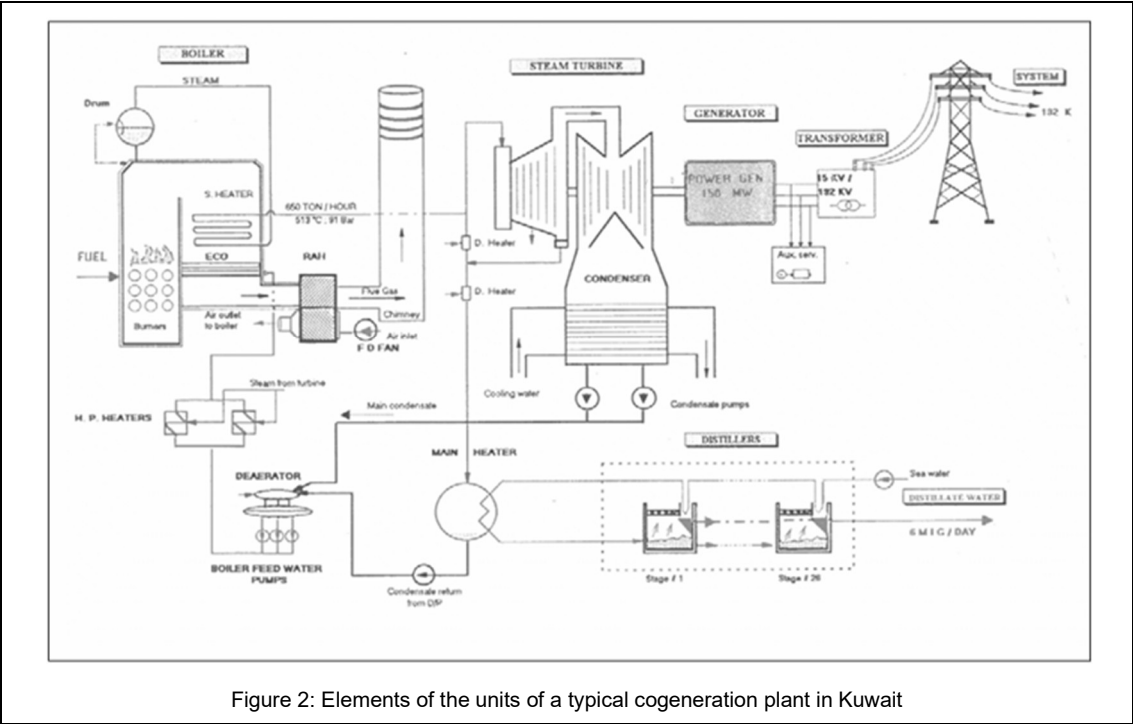 BOILER
STEAM
Drum
S. HEATER
FUEL
ECO
RAH
Burners
Air outlet
to boiler
650 TON / HOUR
513 °C , 91 Bar
Flue Gas
Chimney
Air inlet
F D FAN
STEAM TURBINE
D. Heater
D. Heater
CONDENSER
GENERATOR
POWER GEN
150 MW
TRANSFORMER
15 KV /
132 KV
Aux. serv.
SYSTEM
132 K
Steam from turbine
H. P. HEATERS
Main condensate
Cooling water
Condensate pumps
DEAERATOR
BOILER FEED WATER
PUMPS
MAIN HEATER
Condensate return
from D/P
DISTILLERS
Stage # 1
Stage # 26
Sea water
DISTILLATE WATER
6 M I G / DAY
Figure 2: Elements of the units of a typical cogeneration plant in Kuwait